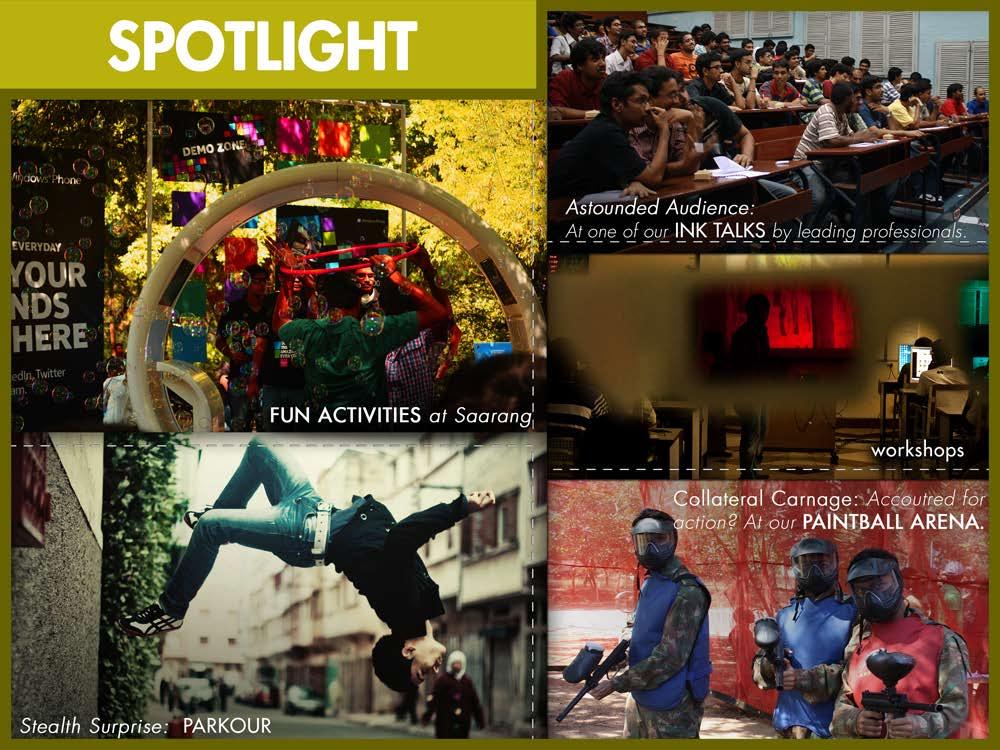 SPOTLIGHT
DEMO ZONE
Windows Phone
EVERYDAY
YOUR
NDS
HERE
edIn, Twitter
FUN ACTIVITIES at Saarang
Stealth Surprise: PARKOUR
Astounded Audience:
At one of our INK TALKS by leading professionals.
workshops
Collateral Carnage: Accoutred for
action? At our PAINTBALL ARENA.